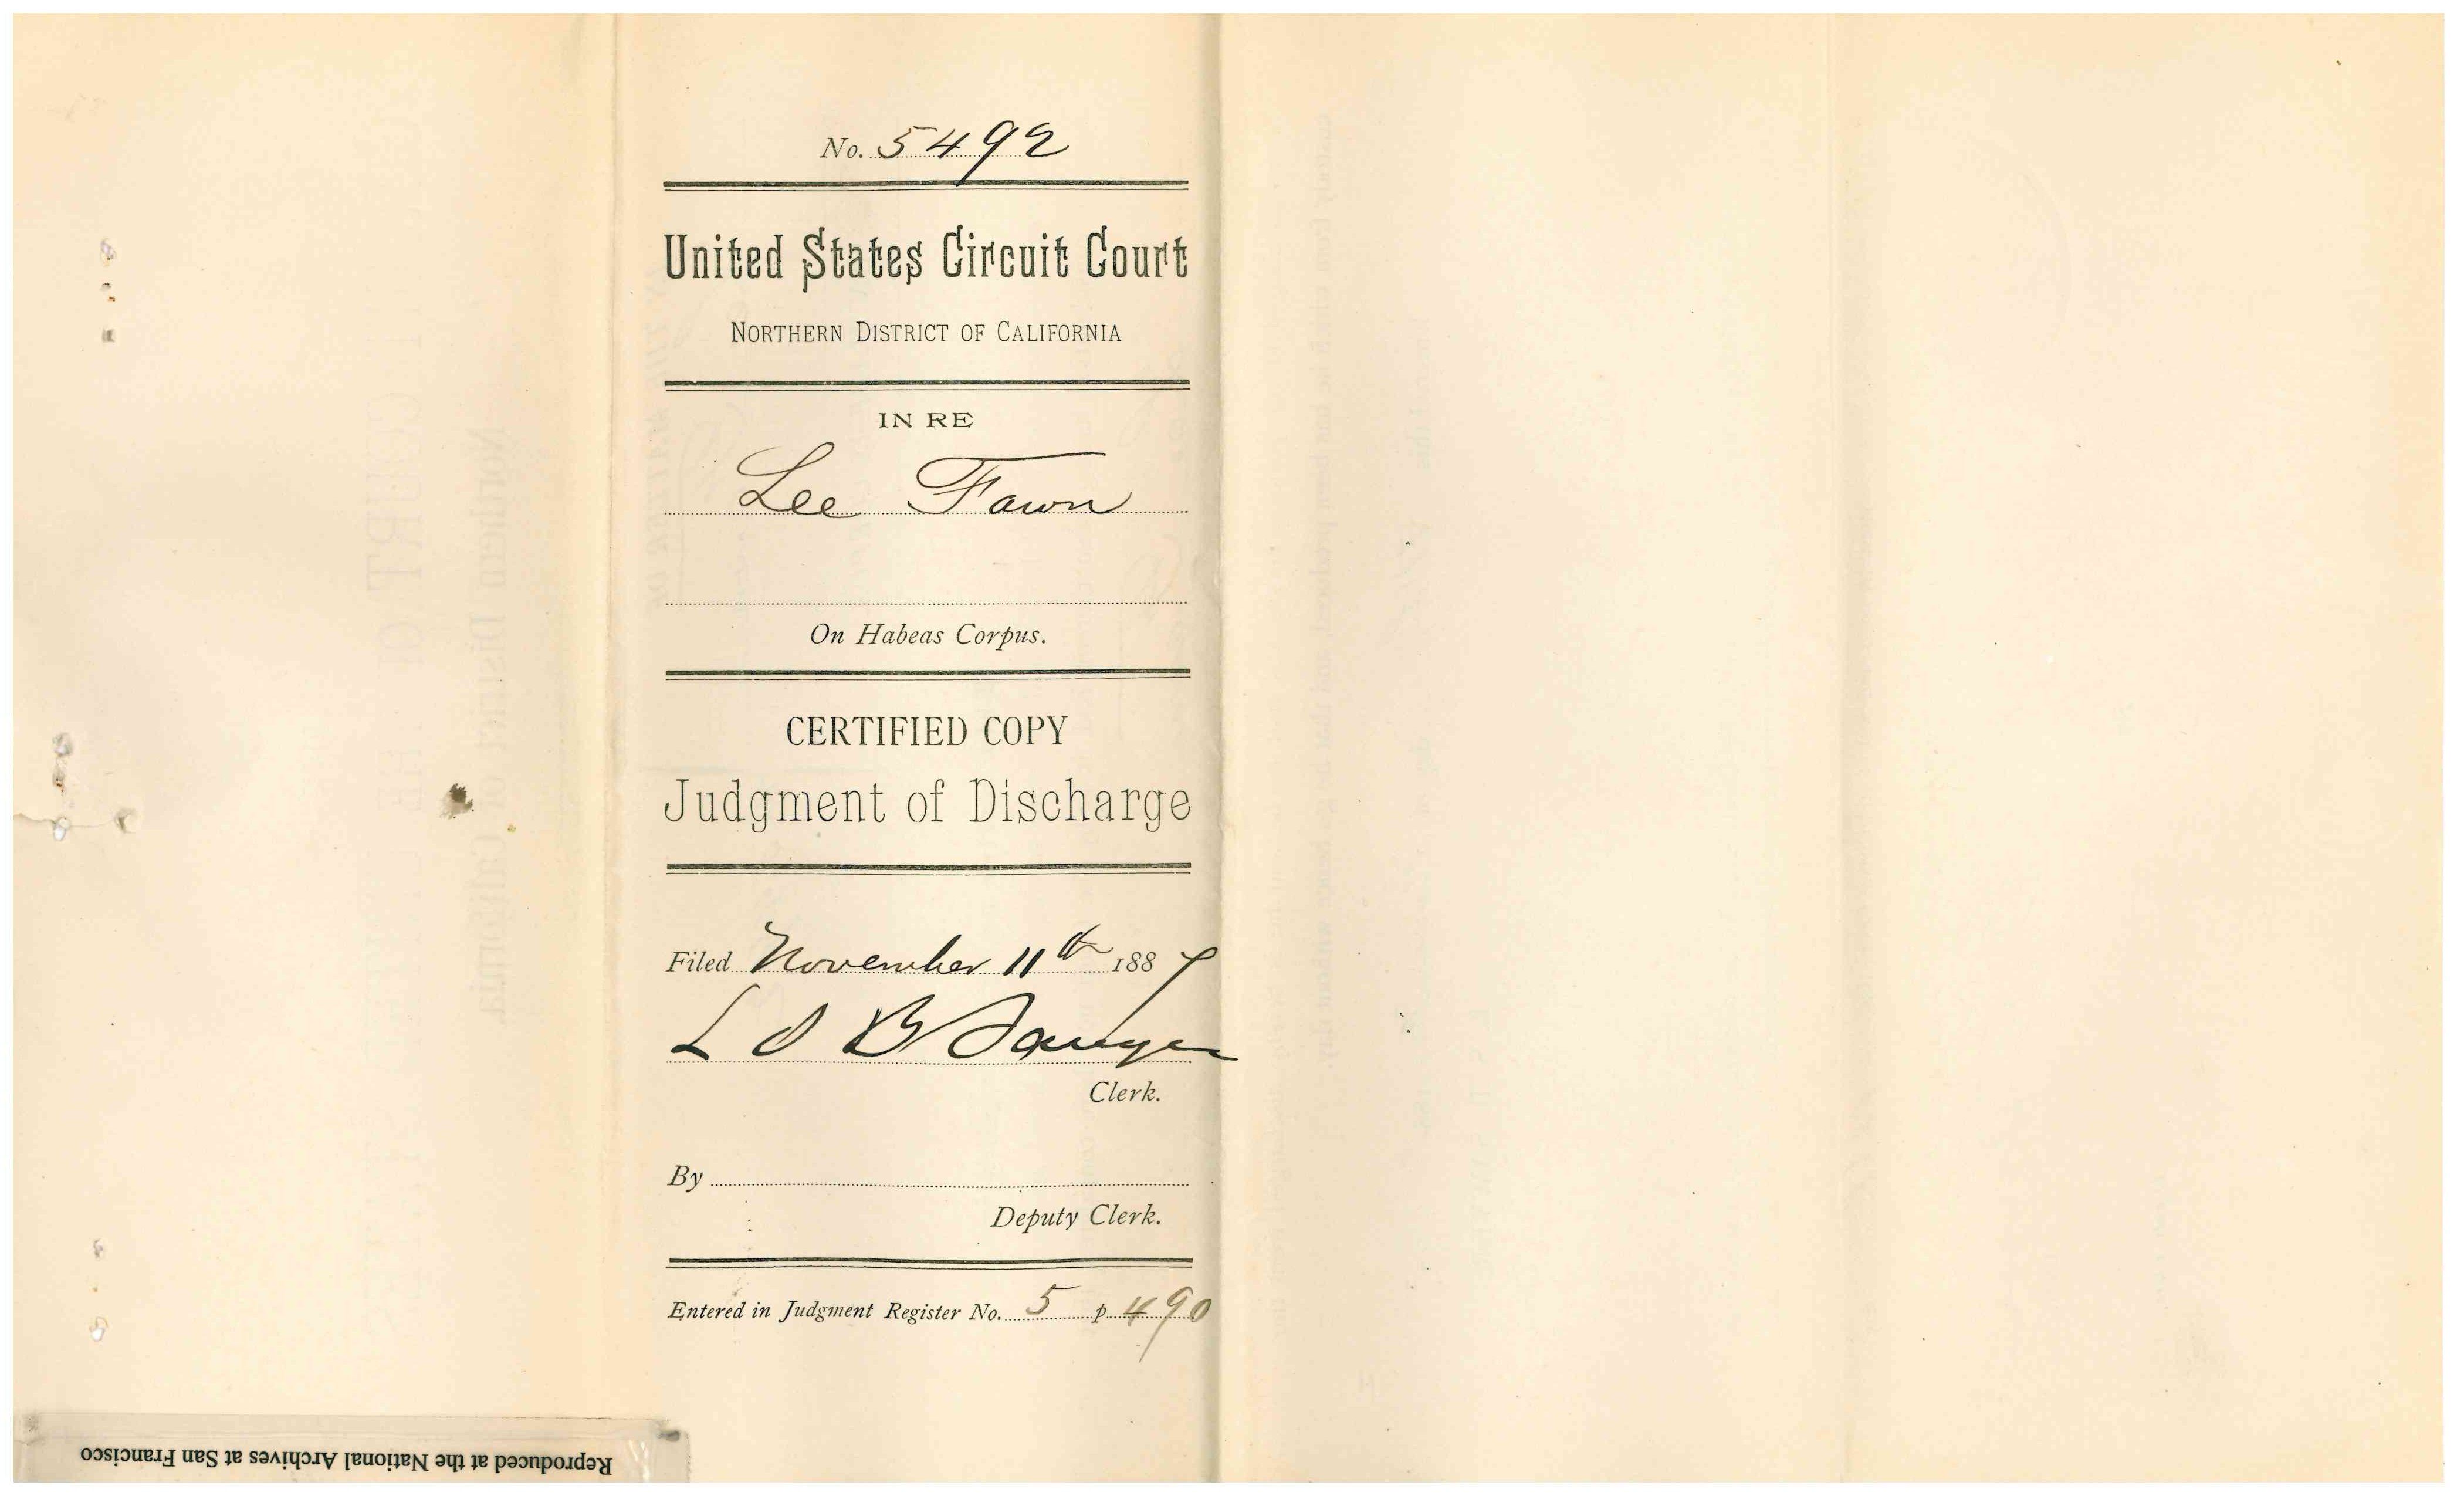 No. 5492
United States Circuit Court
NORTHERN DISTRICT OF CALIFORNIA
IN RE
Lee Fawn
On Habeas Corpus.
CERTIFIED COPY
Judgment of Discharge
Filed November 11th 1887
L S B Sawyer
Clerk.
By
Deputy Clerk.
Entered in Judgment Register No. 5 p 490
Reproduced at the National Archives at San Francisco